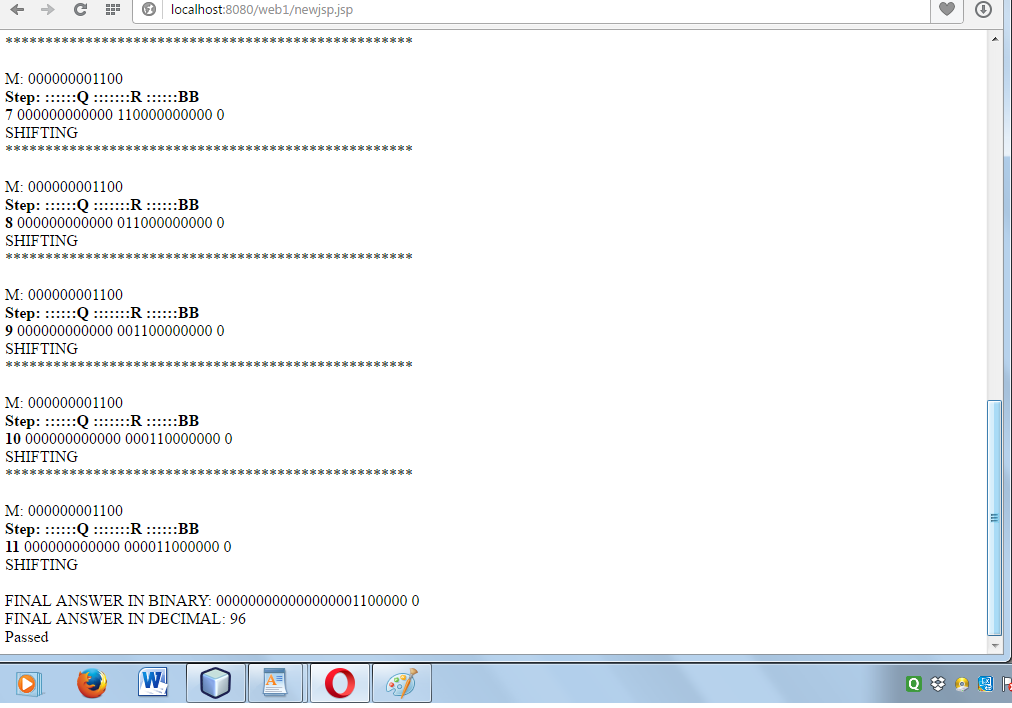 localhost:8080/web1/newjsp.jsp
***************************************************
M: 000000001100
Step: ::::::Q :::::::R ::::::BB
7 000000000000 110000000000 0
SHIFTING
***************************************************
M: 000000001100
Step: ::::::Q :::::::R ::::::BB
8 000000000000 011000000000 0
SHIFTING
***************************************************
M: 000000001100
Step: ::::::Q :::::::R ::::::BB
9 000000000000 001100000000 0
SHIFTING
***************************************************
M: 000000001100
Step: ::::::Q :::::::R ::::::BB
10 000000000000 000110000000 0
SHIFTING
***************************************************
M: 000000001100
Step: ::::::Q :::::::R ::::::BB
11 000000000000 000011000000 0
SHIFTING
FINAL ANSWER IN BINARY: 000000000000000001100000 0
FINAL ANSWER IN DECIMAL: 96
Passed